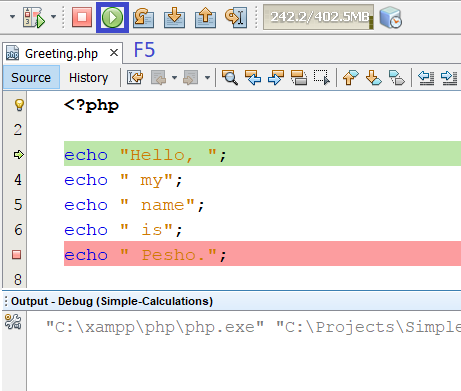 242.2/402.5MB
Greeting.php × F5
Source History
<?php
2
echo "Hello, ";
4 echo " my";
5 echo " name";
6 echo " is";
echo " Pesho.";
8
Output - Debug (Simple-Calculations)
"C:\xampp\php\php.exe" "C:\Projects\Simple